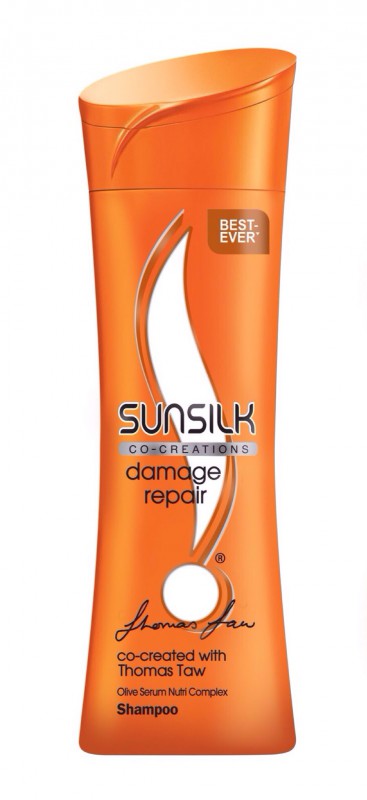 BEST-
EVER*
SUNSILK
CO-CREATIONS
damage
repair
®
Thomas Taw
co-created with
Thomas Taw
Olive Serum Nutri Complex
Shampoo